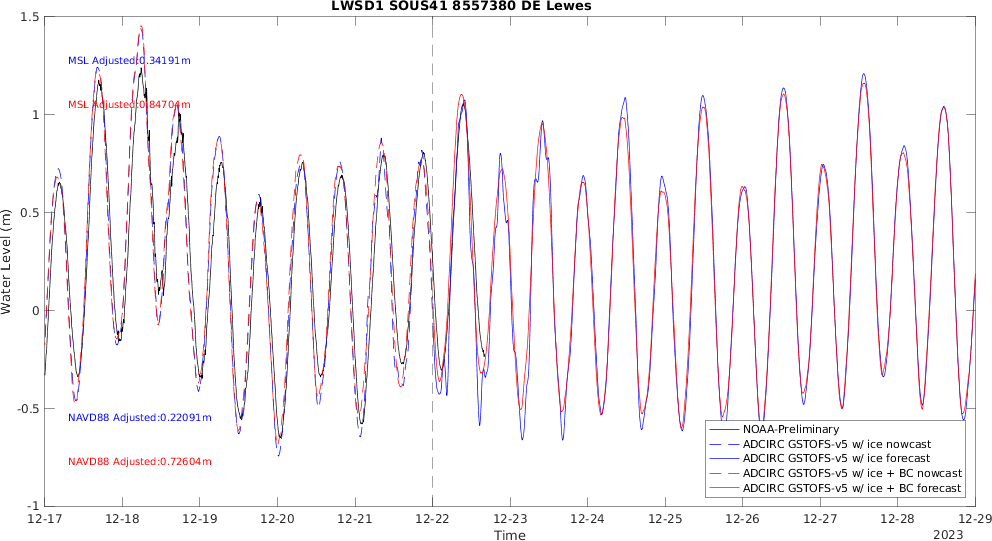 LWSD1 SOUS41 8557380 DE Lewes
1.5
1
0.5
0
-0.5
-1
Water Level (m)
MSL Adjusted:0.34191m
MSL Adjusted:0.84704m
NAVD88 Adjusted:0.22091m
NAVD88 Adjusted:0.72604m
NOAA-Preliminary
ADCIRC GSTOFS-v5 w/ ice nowcast
ADCIRC GSTOFS-v5 w/ ice forecast
ADCIRC GSTOFS-v5 w/ ice + BC nowcast
ADCIRC GSTOFS-v5 w/ ice + BC forecast
12-17 12-18 12-19 12-20 12-21 12-22 12-23 12-24 12-25 12-26 12-27 12-28 12-29
Time
2023